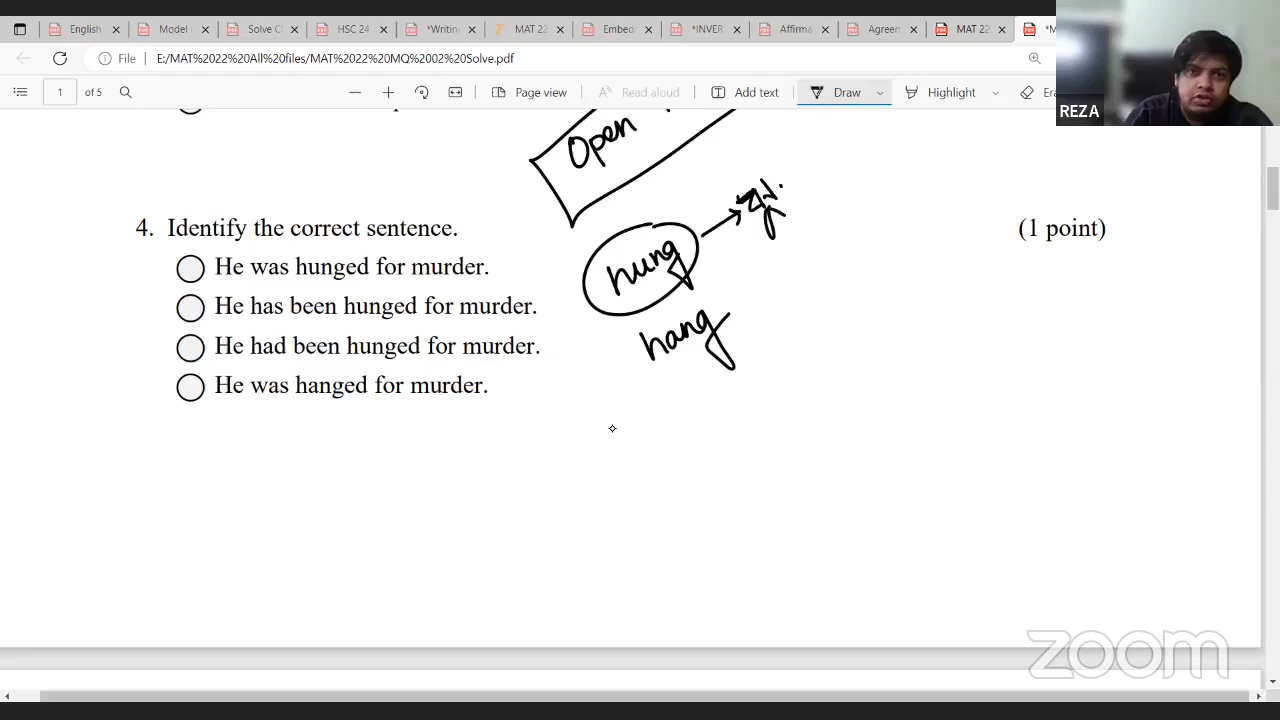 English
Model
Solve C
HSC 24
*Writing
MAT 22
Embed
*INVER
Affirma
Agreem
MAT 22
File
E:/MAT%2022%20All%20files/MAT%2022%20MQ%2002%20Solve.pdf
1 of 5
Page view
Read aloud
Add text
Draw
Highlight
REZA
Open
4. Identify the correct sentence. (1 point)
He was hunged for murder.
He has been hunged for murder.
He had been hunged for murder.
He was hanged for murder.
hung
hang
zoom